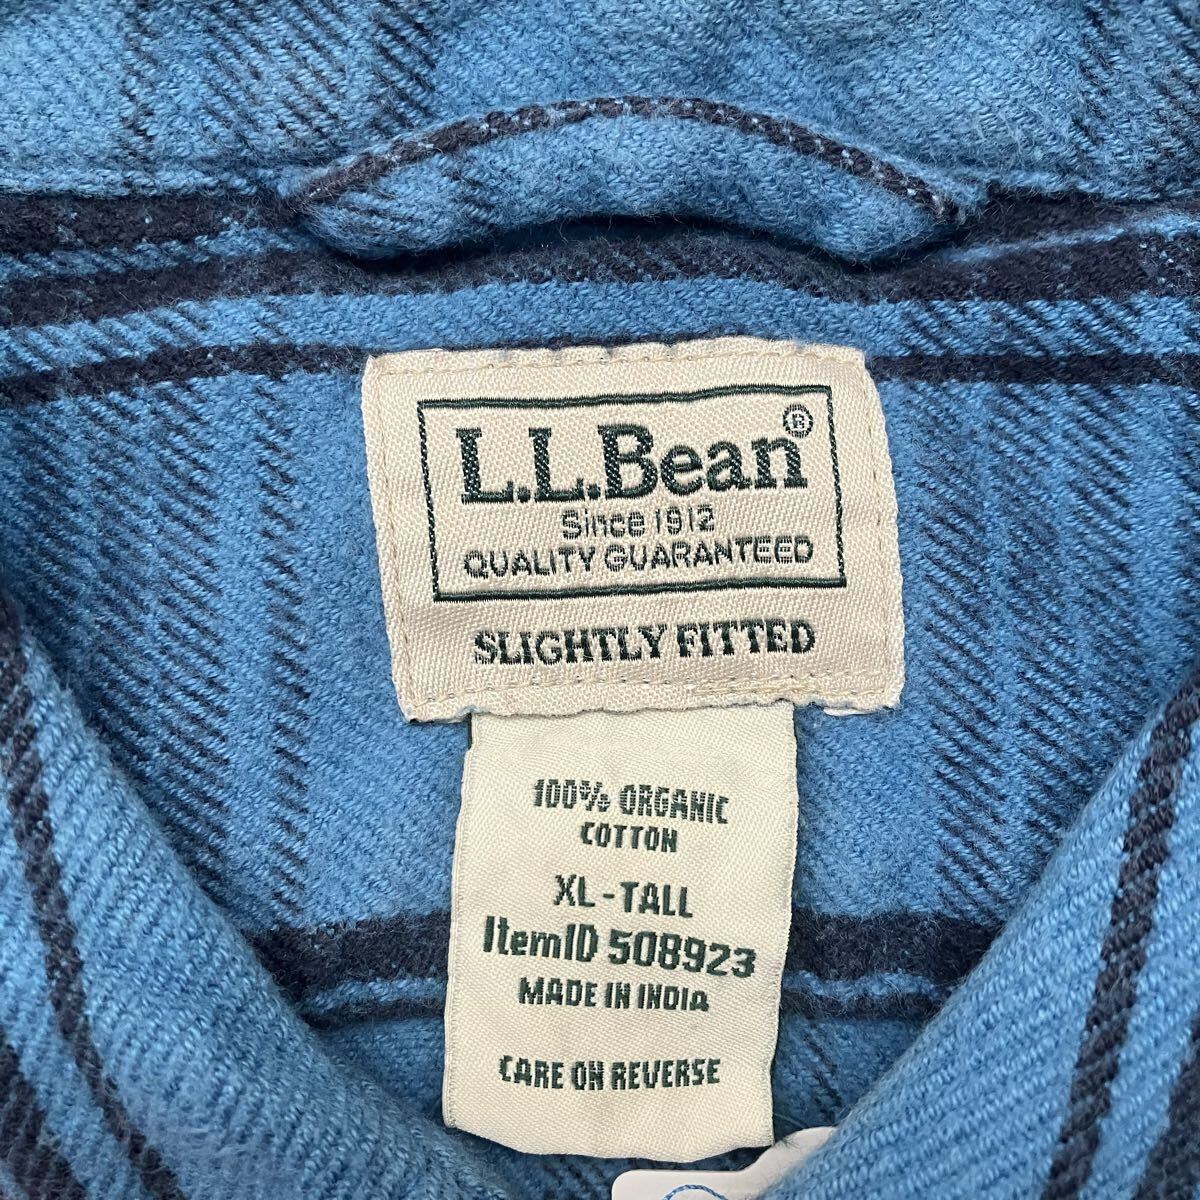 L.L.Bean®
Since 1912
QUALITY GUARANTEED
SLIGHTLY FITTED
100% ORGANIC
COTTON
XL-TALL
ItemID 508923
MADE IN INDIA
CARE ON REVERSE